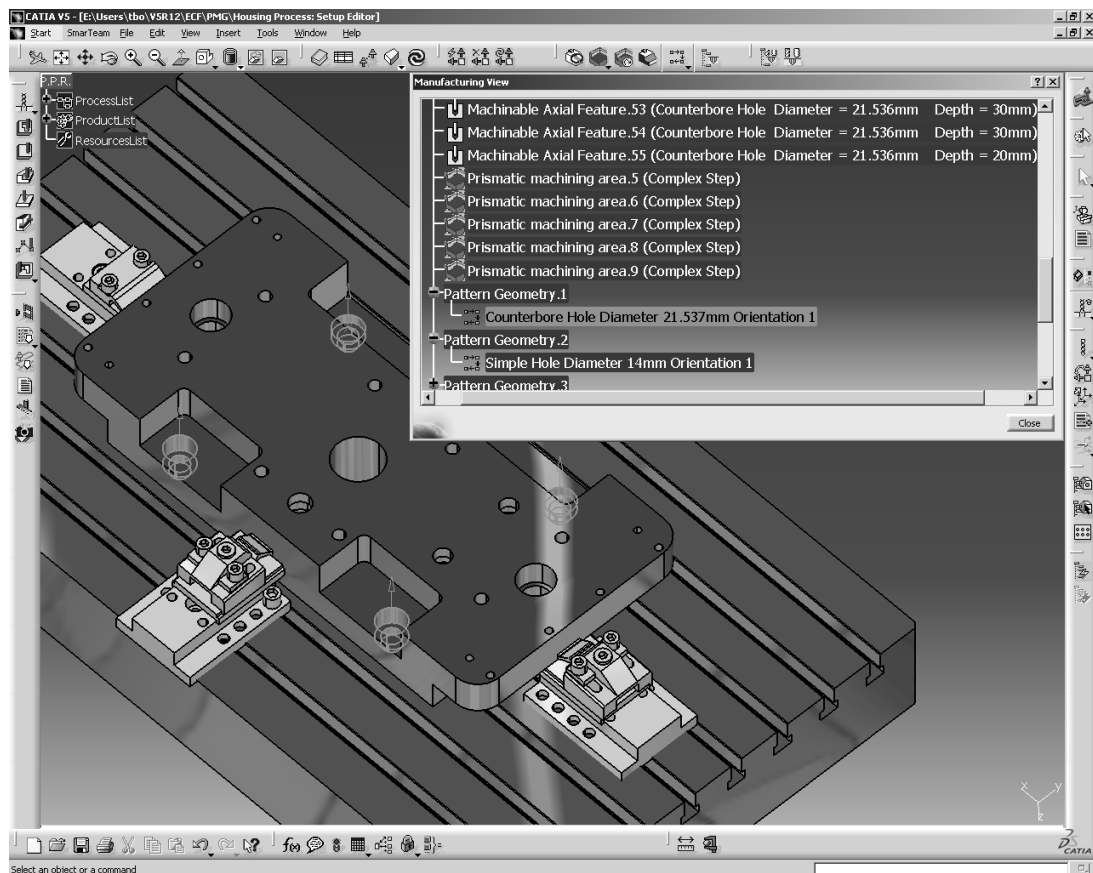 CATIA V5 - [E:\Users\tbo\V5R12\ECF\PMG\Housing Process: Setup Editor]
Start SmarTeam File Edit View Insert Tools Window Help
P.P.R.
ProcessList
ProductList
ResourcesList
Manufacturing View
Machinable Axial Feature.53 (Counterbore Hole Diameter = 21.536mm Depth = 30mm)
Machinable Axial Feature.54 (Counterbore Hole Diameter = 21.536mm Depth = 30mm)
Machinable Axial Feature.55 (Counterbore Hole Diameter = 21.536mm Depth = 20mm)
Prismatic machining area.5 (Complex Step)
Prismatic machining area.6 (Complex Step)
Prismatic machining area.7 (Complex Step)
Prismatic machining area.8 (Complex Step)
Prismatic machining area.9 (Complex Step)
Pattern Geometry.1
Counterbore Hole Diameter 21.537mm Orientation 1
Pattern Geometry.2
Simple Hole Diameter 14mm Orientation 1
Pattern Geometry.3
Close
x y
z
f(x)
CATIA
Select an object or a command